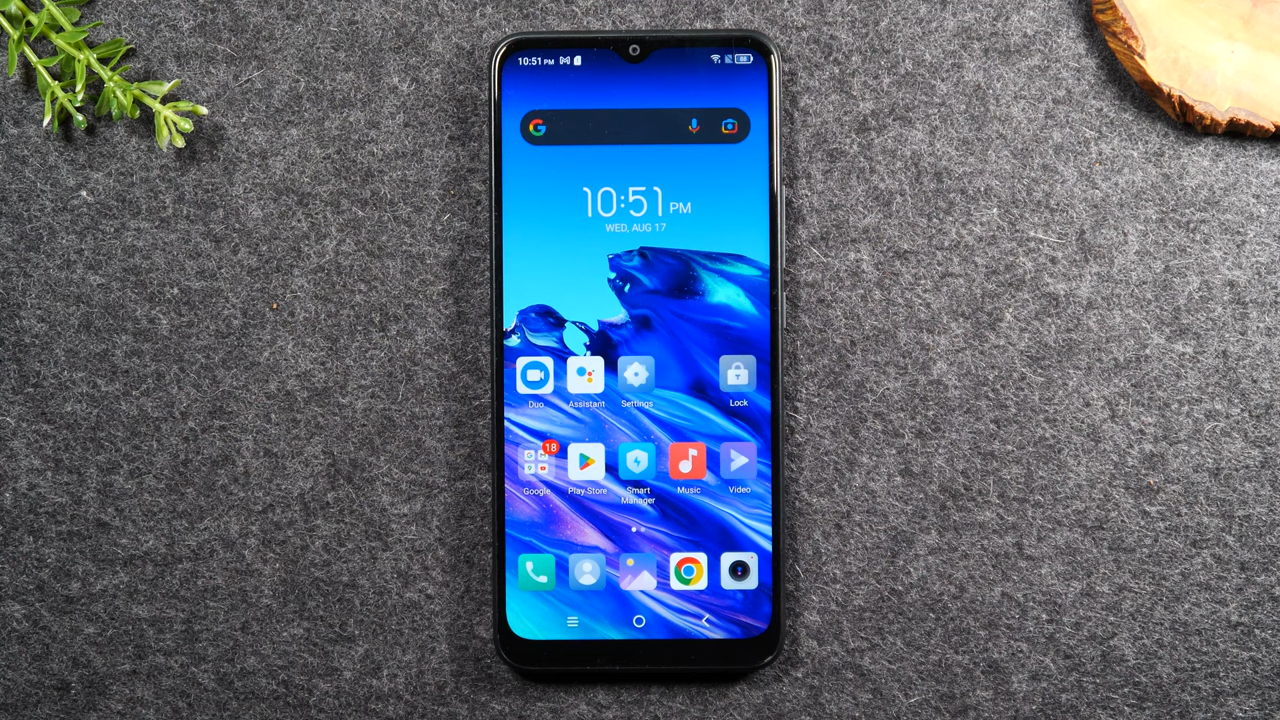 10:51 PM
88
10:51 PM
WED, AUG 17
Duo
Assistant
Settings
Lock
18
Google
Play Store
Smart
Manager
Music
Video